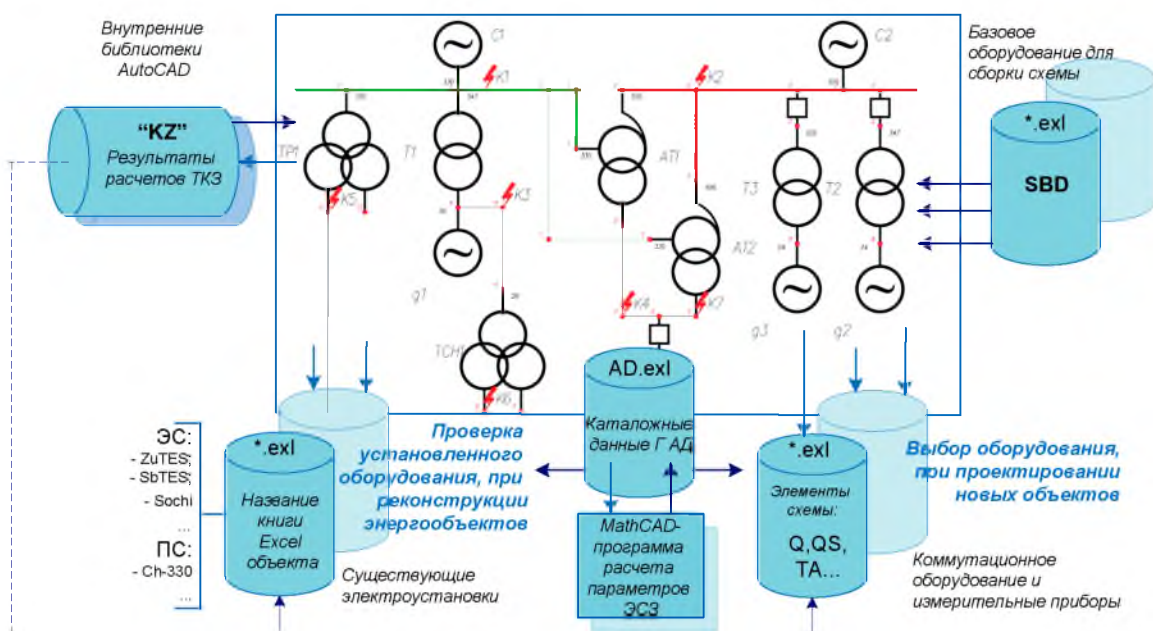 Внутренние
библиотеки
AutoCAD
"KZ"
Результаты
расчетов ТКЗ
C1
K1
TP1
K5
T1
g1
K3
TCH1
K6
AT1
K2
AT2
K4
K7
C2
T3
T2
g3
g2
Базовое
оборудование для
сборки схемы
*.exl
SBD
ЭС:
- ZuTES;
- SbTES;
- Sochi
...
ПС:
- Ch-330
...
*.exl
Название
книги
Excel
объекта
Существующие
электроустановки
Проверка
установленного
оборудования, при
реконструкции
энергообъектов
AD.exl
Каталожные
данные Г АД
MathCAD-
программа
расчета
параметров
ЭСЗ
*.exl
Элементы
схемы:
Q,QS,
TA...
Выбор оборудования,
при проектировании
новых объектов
Коммутационное
оборудование и
измерительные приборы